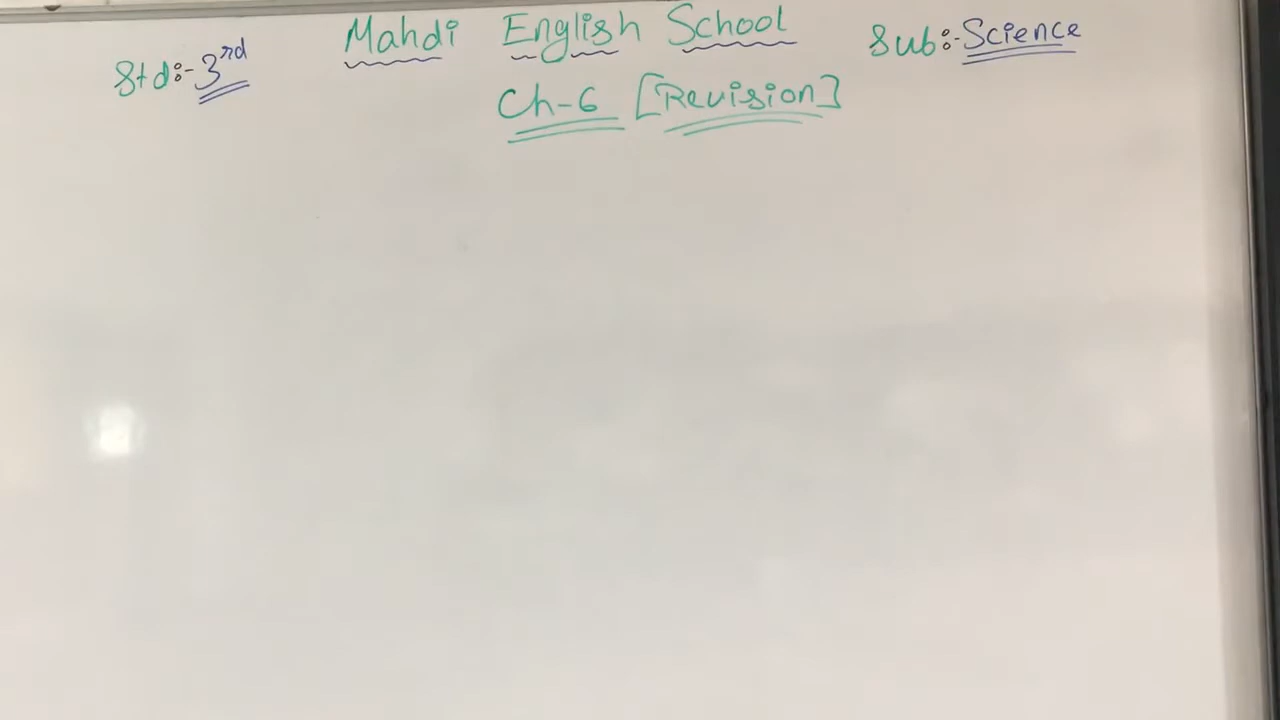 Mahdi English School
Std:- 3rd
Sub:- Science
Ch-6 [Revision]